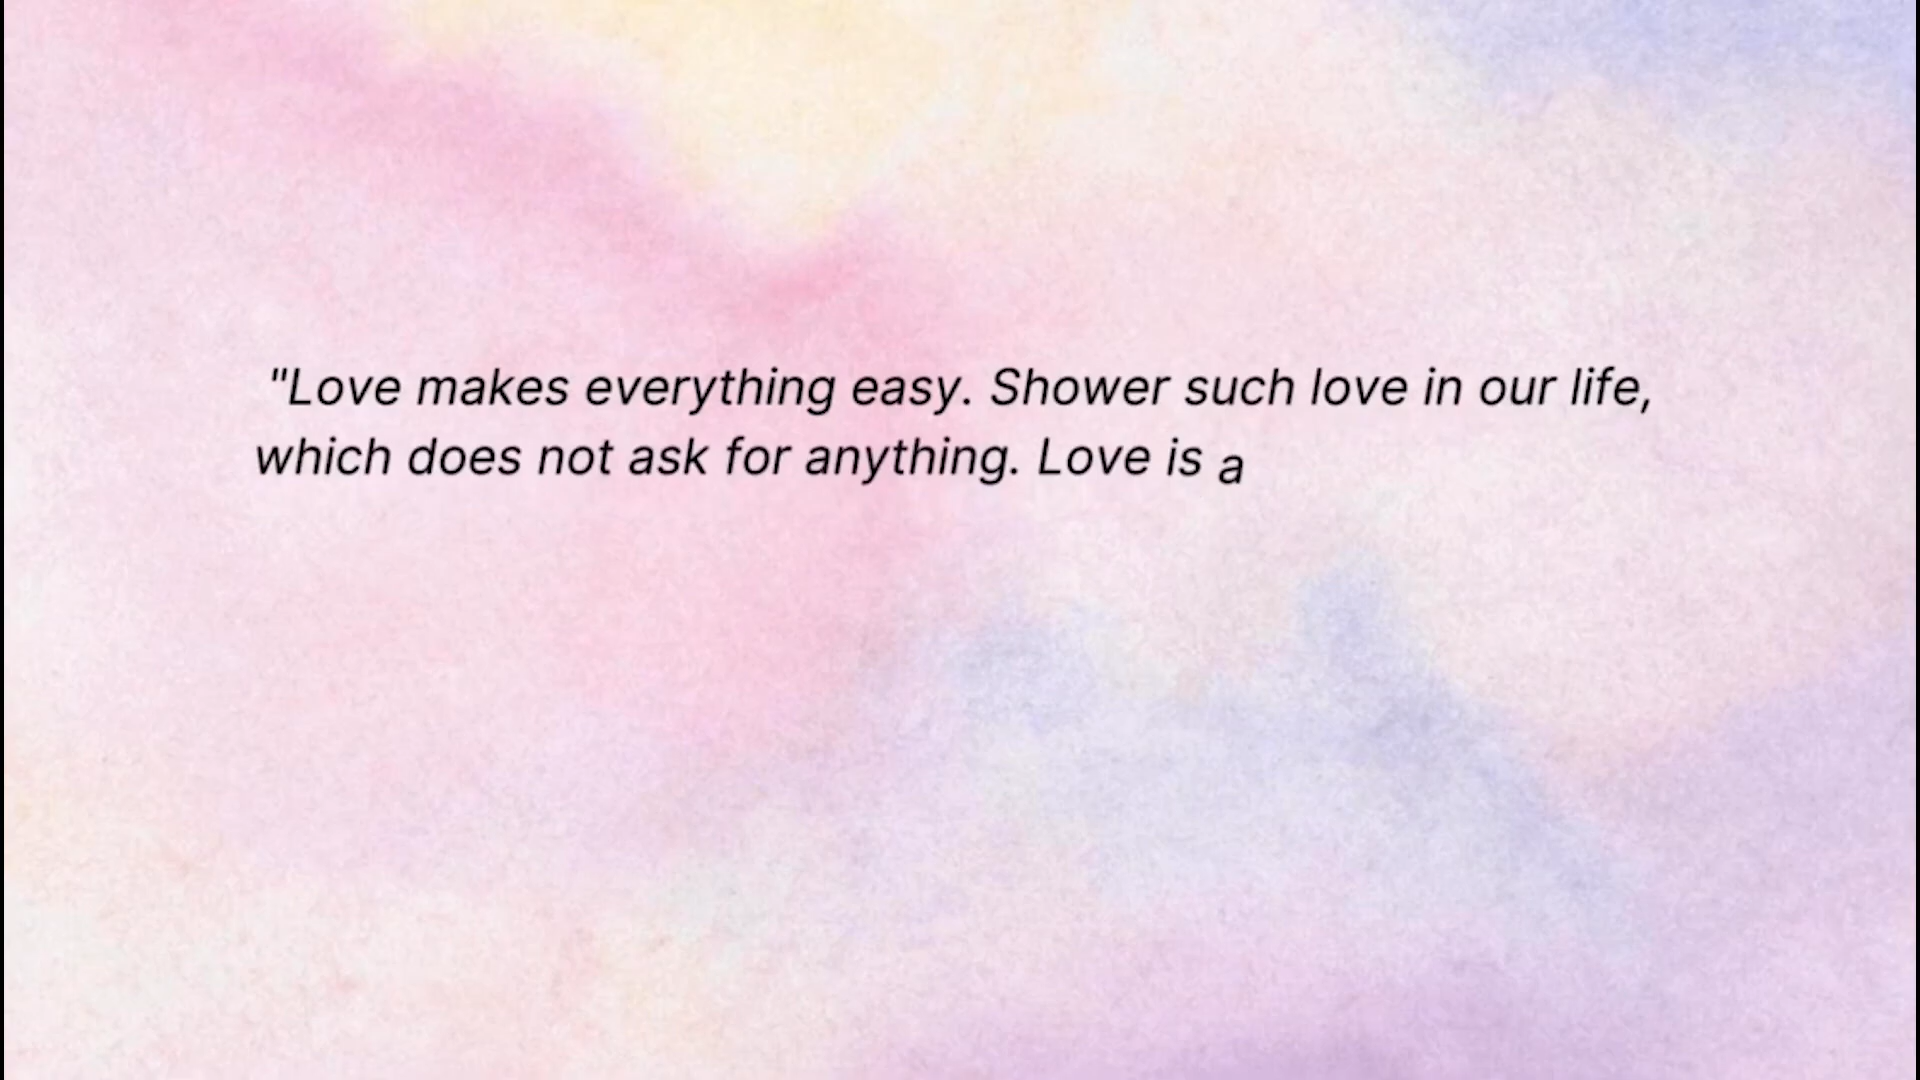 "Love makes everything easy. Shower such love in our life,
which does not ask for anything. Love is a